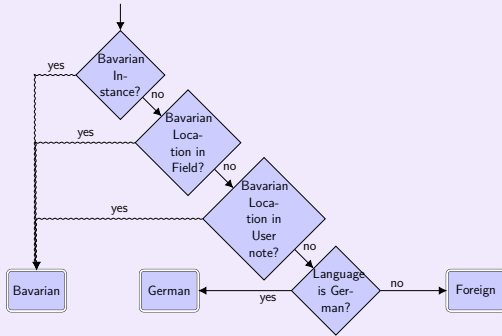 Bavarian
In-
stance?
yes
no
Bavarian
Loca-
tion in
Field?
yes
no
Bavarian
Loca-
tion in
User
note?
yes
no
Language
is Ger-
man?
yes
no
Bavarian
German
Foreign